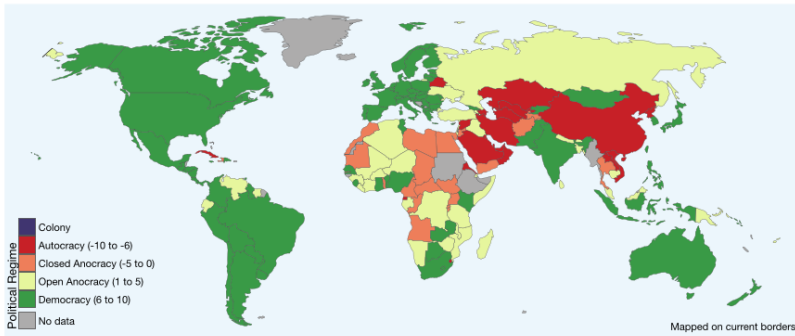 Political Regime
Colony
Autocracy (-10 to -6)
Closed Anocracy (-5 to 0)
Open Anocracy (1 to 5)
Democracy (6 to 10)
No data
Mapped on current borders